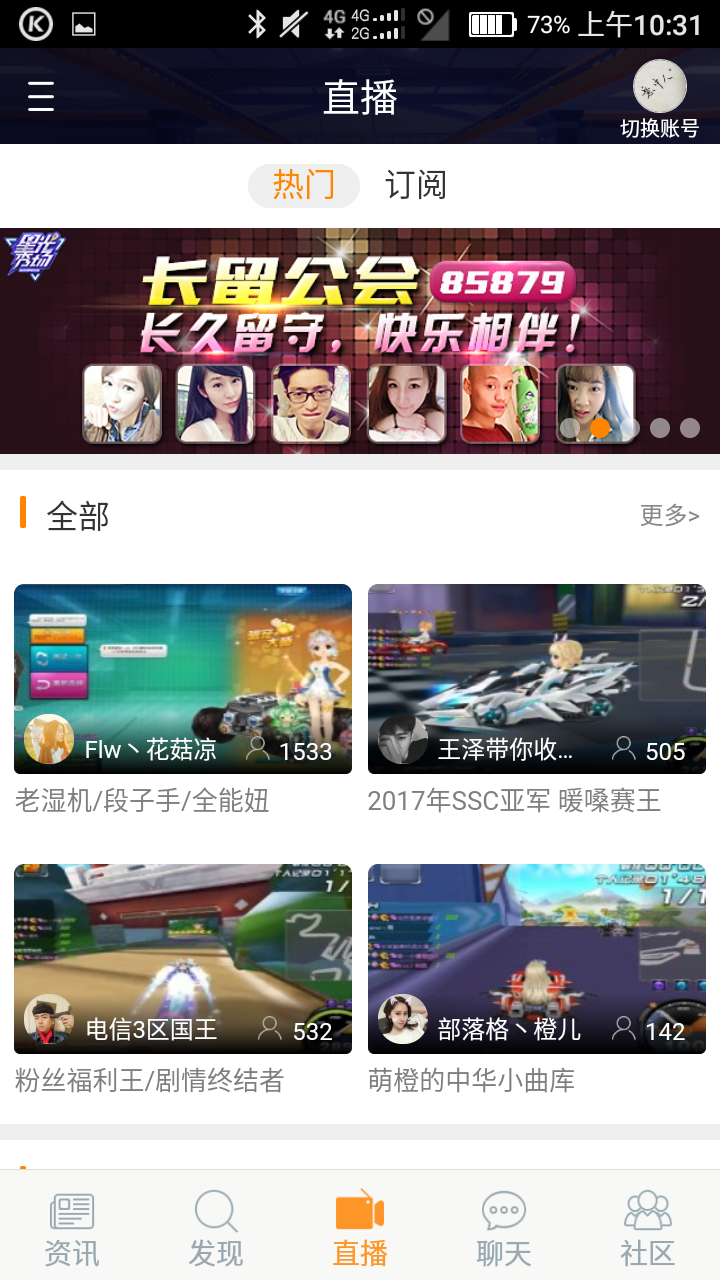 4G 4G 2G 73% 上午10:31
直播
切换账号
热门 订阅
星光秀场
长留公会 85879
长久留守，快乐相伴！
全部 更多>
Flw丶花菇凉 1533
老湿机/段子手/全能妞
王泽带你收... 505
2017年SSC亚军 暖嗓赛王
电信3区国王 532
粉丝福利王/剧情终结者
部落格丶橙儿 142
萌橙的中华小曲库
资讯 发现 直播 聊天 社区